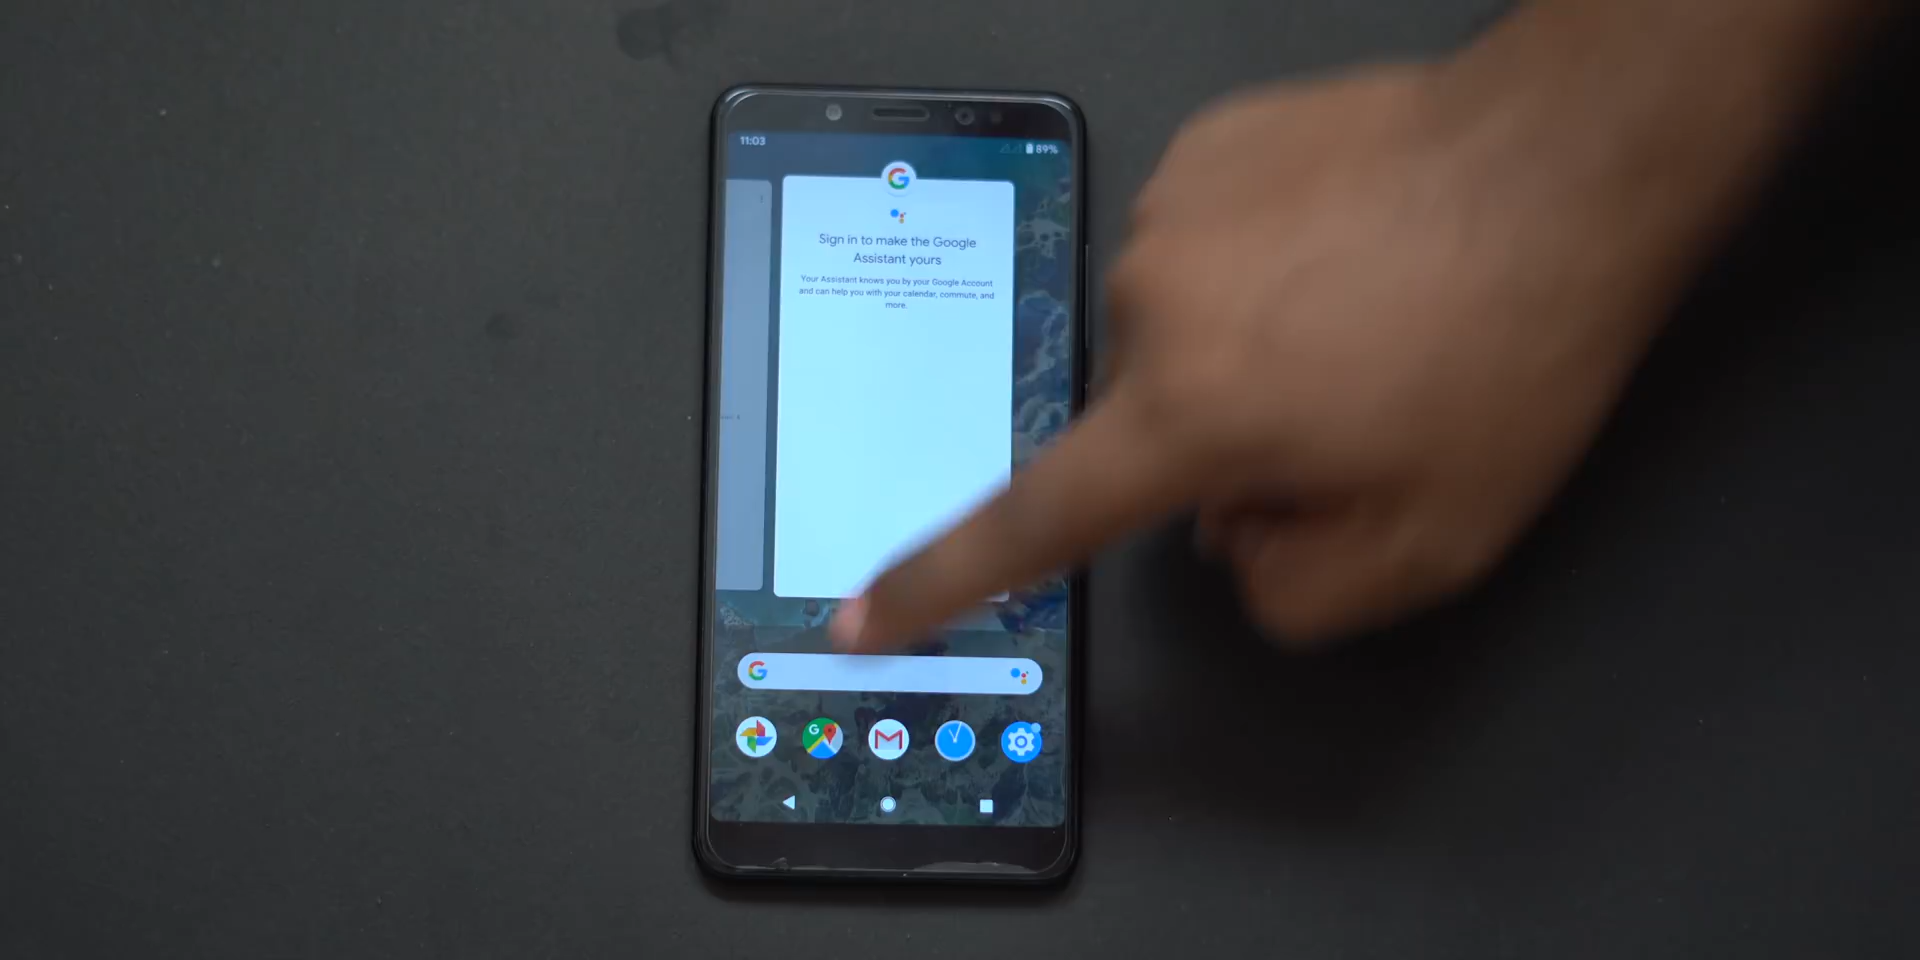 11:03
89%
Sign in to make the Google
Assistant yours
Your Assistant knows you by your Google Account
and can help you with your calendar, commute, and
more.